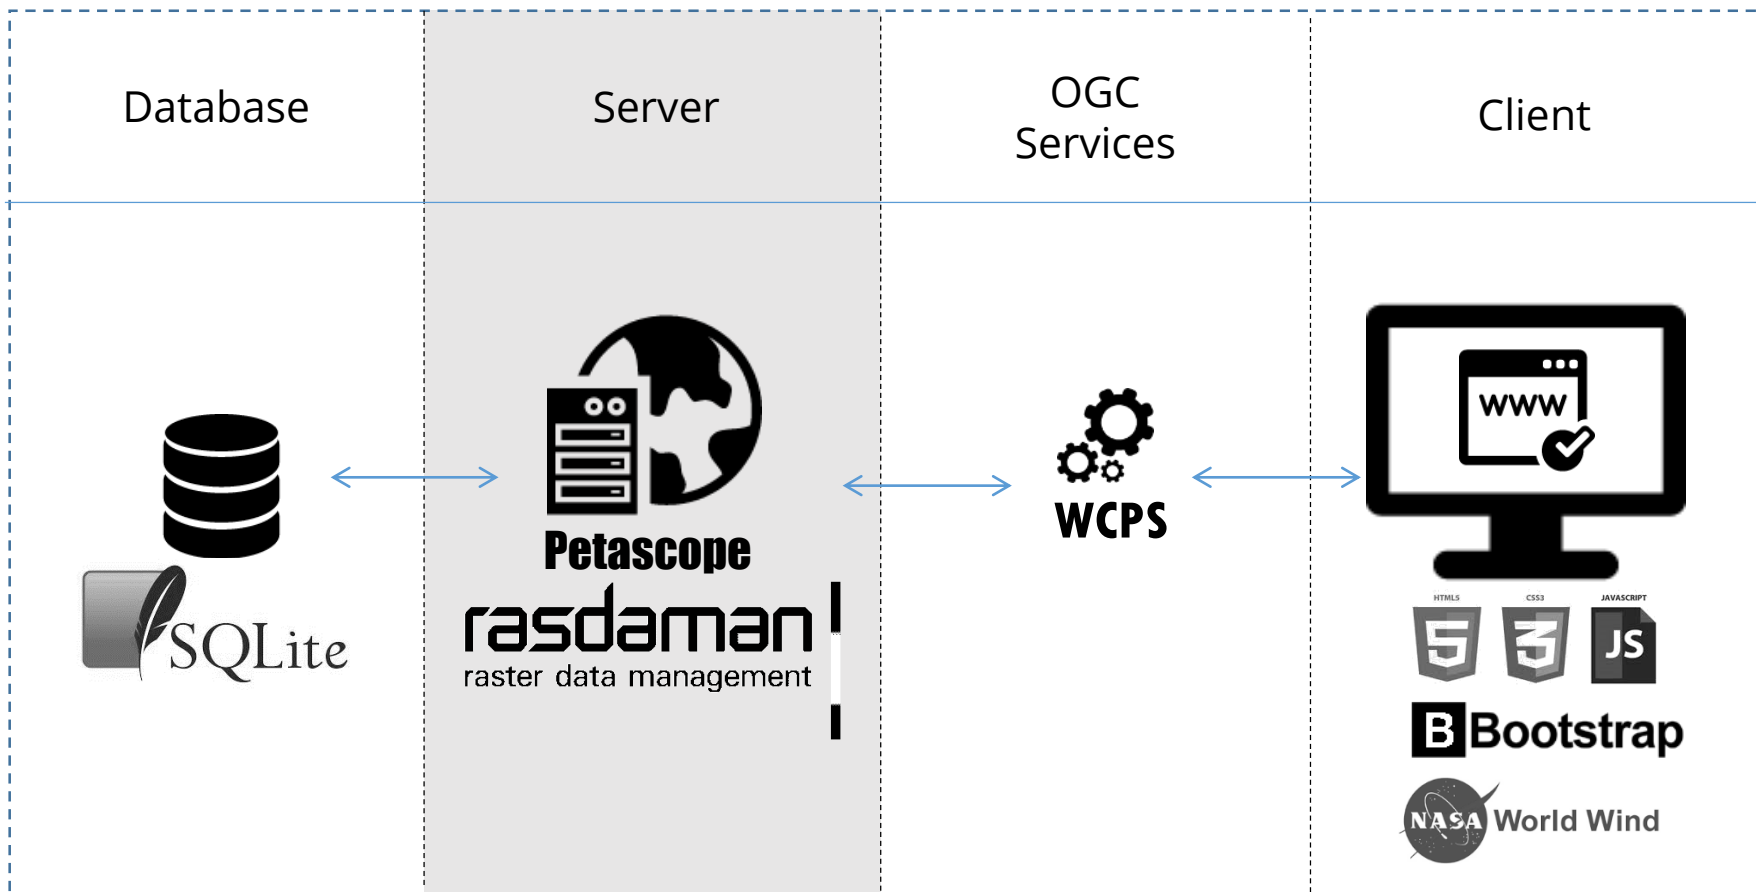 Database
Server
OGC
Services
Client
WWW
WCPS
Petascope
SQLite
rasdaman
raster data management
HTML5
CSS3
JAVASCRIPT
5
3
JS
B Bootstrap
NASA World Wind